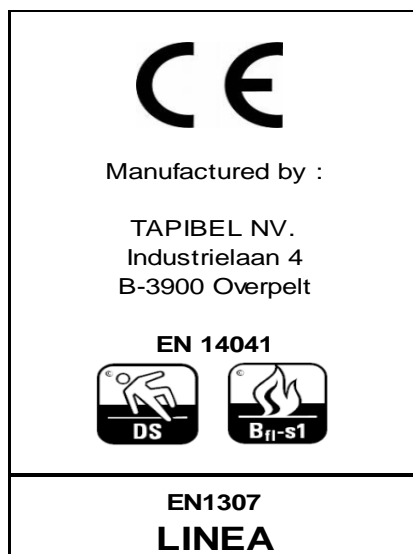 CE
Manufactured by :
TAPIBEL NV.
Industrielaan 4
B-3900 Overpelt
EN 14041
© ©
DS Bfl-s1
EN1307
LINEA